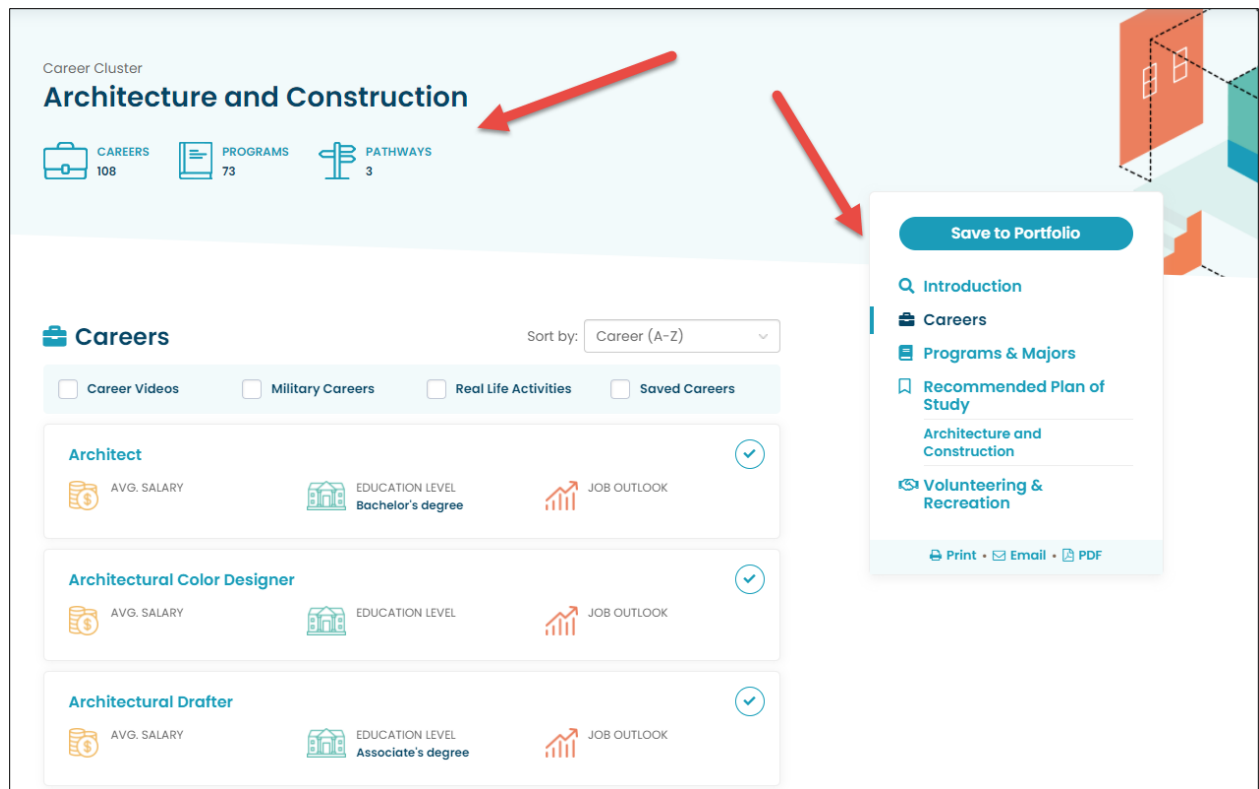 Career Cluster
Architecture and Construction
CAREERS
108
PROGRAMS
73
PATHWAYS
3
Save to Portfolio
Introduction
Careers
Programs & Majors
Recommended Plan of
Study
Architecture and
Construction
Volunteering &
Recreation
Print • Email • PDF
Careers
Sort by: Career (A-Z)
Career Videos Military Careers Real Life Activities Saved Careers
Architect
AVG. SALARY
EDUCATION LEVEL
Bachelor's degree
JOB OUTLOOK
Architectural Color Designer
AVG. SALARY
EDUCATION LEVEL
JOB OUTLOOK
Architectural Drafter
AVG. SALARY
EDUCATION LEVEL
Associate's degree
JOB OUTLOOK